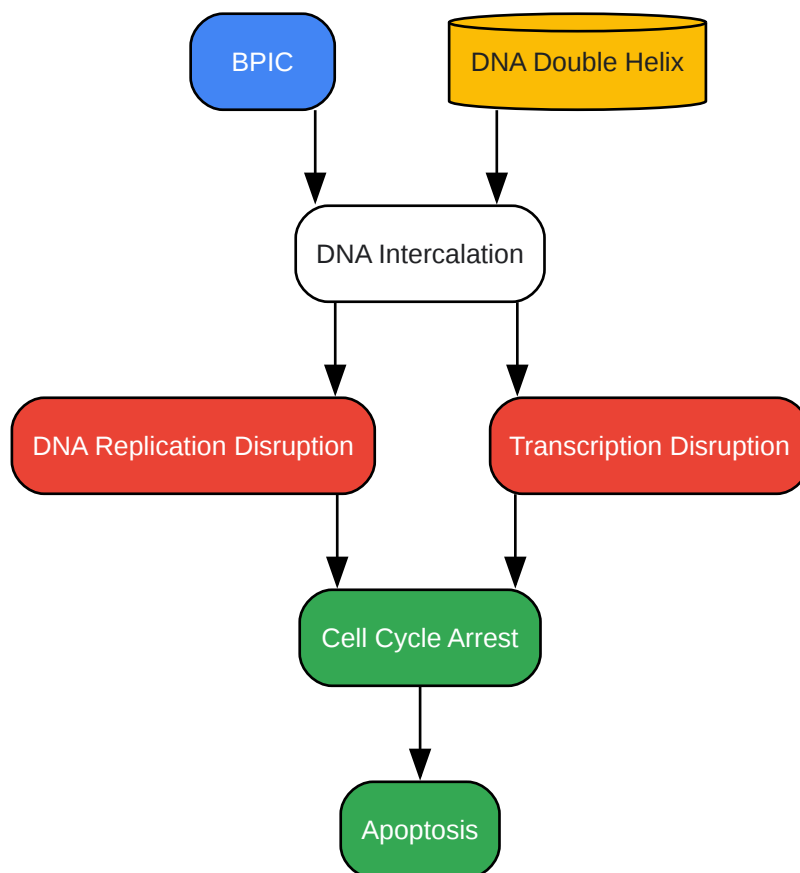 BPIC
DNA Double Helix
DNA Intercalation
DNA Replication Disruption
Transcription Disruption
Cell Cycle Arrest
Apoptosis